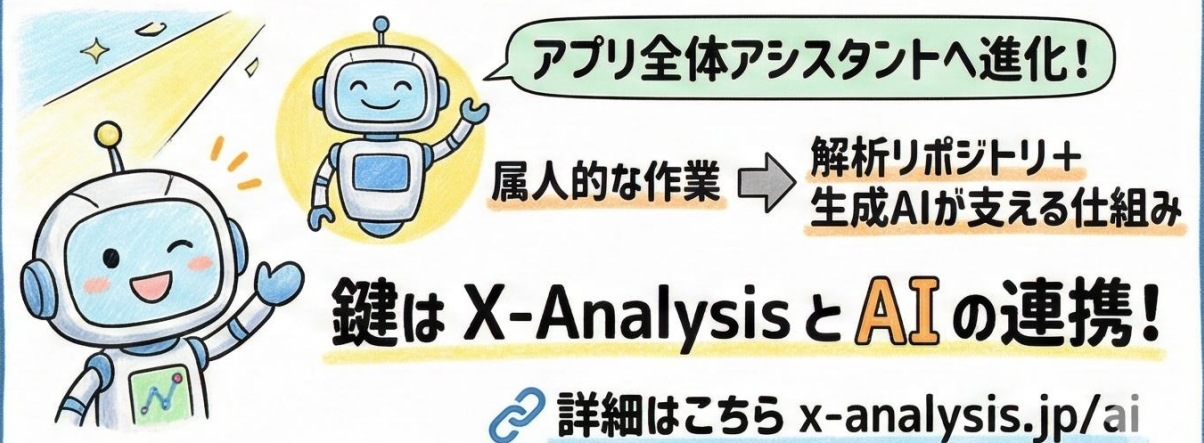 アプリ全体アシスタントへ進化！
属人的な作業
解析リポジトリ＋
生成AIが支える仕組み
鍵は X-Analysis と AI の連携！
詳細はこちら x-analysis.jp/ai